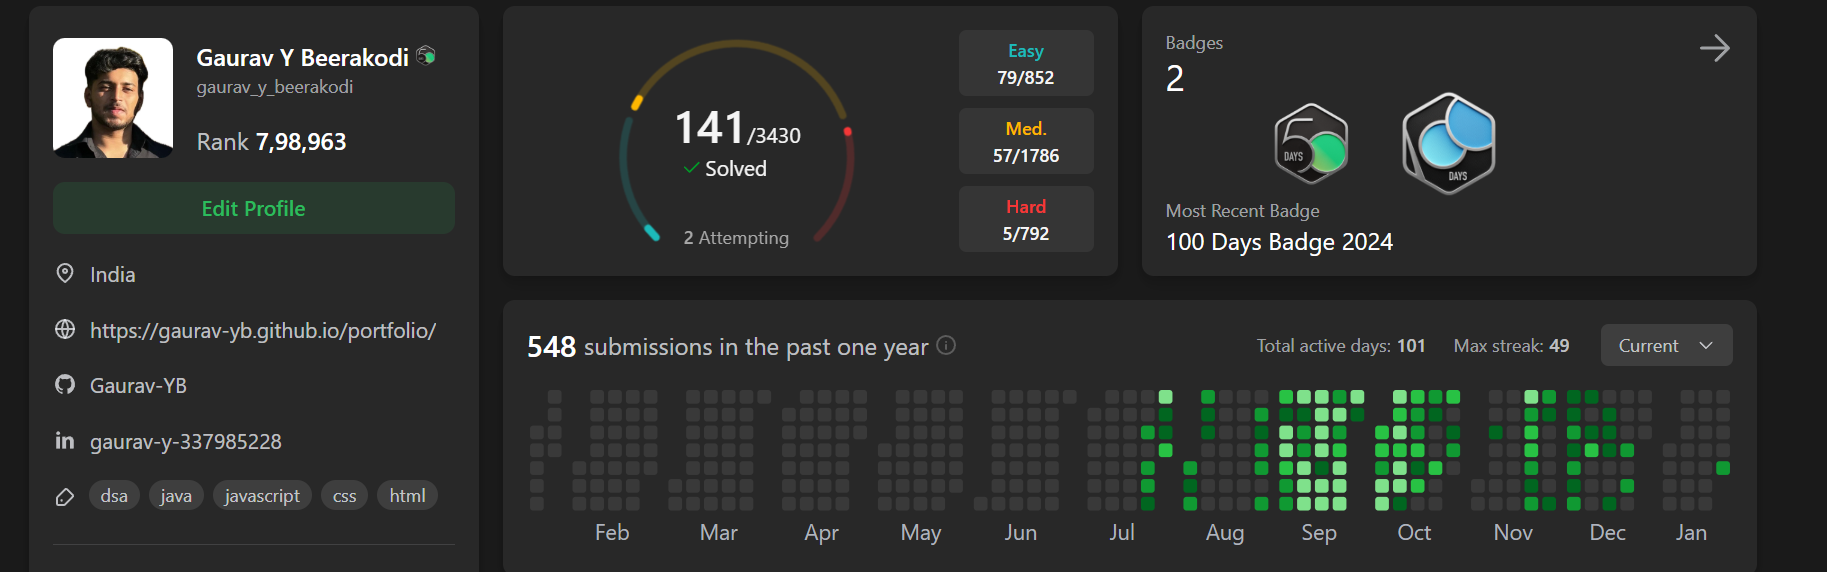 Gaurav Y Beerakodi
gaurav_y_beerakodi
Rank 7,98,963
Edit Profile
India
https://gaurav-yb.github.io/portfolio/
Gaurav-YB
gaurav-y-337985228
dsa java javascript css html
141/3430
Solved
2 Attempting
Easy
79/852
Med.
57/1786
Hard
5/792
Badges
2
50
DAYS
DAYS
Most Recent Badge
100 Days Badge 2024
548 submissions in the past one year
Total active days: 101 Max streak: 49 Current
Feb Mar Apr May Jun Jul Aug Sep Oct Nov Dec Jan